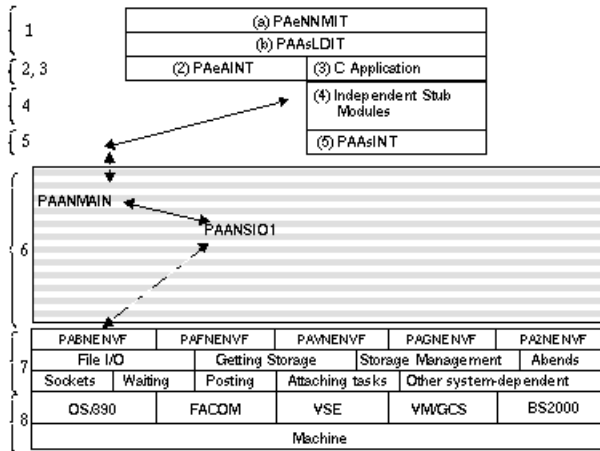 1
(a) PAeNNMIT
(b) PAAsLDIT
2, 3
(2) PAeAINT
(3) C Application
4
(4) Independent Stub
Modules
5
(5) PAAsINT
6
PAANMAIN
PAANSIO1
PABNENVF
PAFNENVF
PAVNENVF
PAGNENVF
PA2NENVF
7
File I/O
Getting Storage
Storage Management
Abends
Sockets
Waiting
Posting
Attaching tasks
Other system-dependent
8
OS/390
FACOM
VSE
VM/GCS
BS2000
Machine